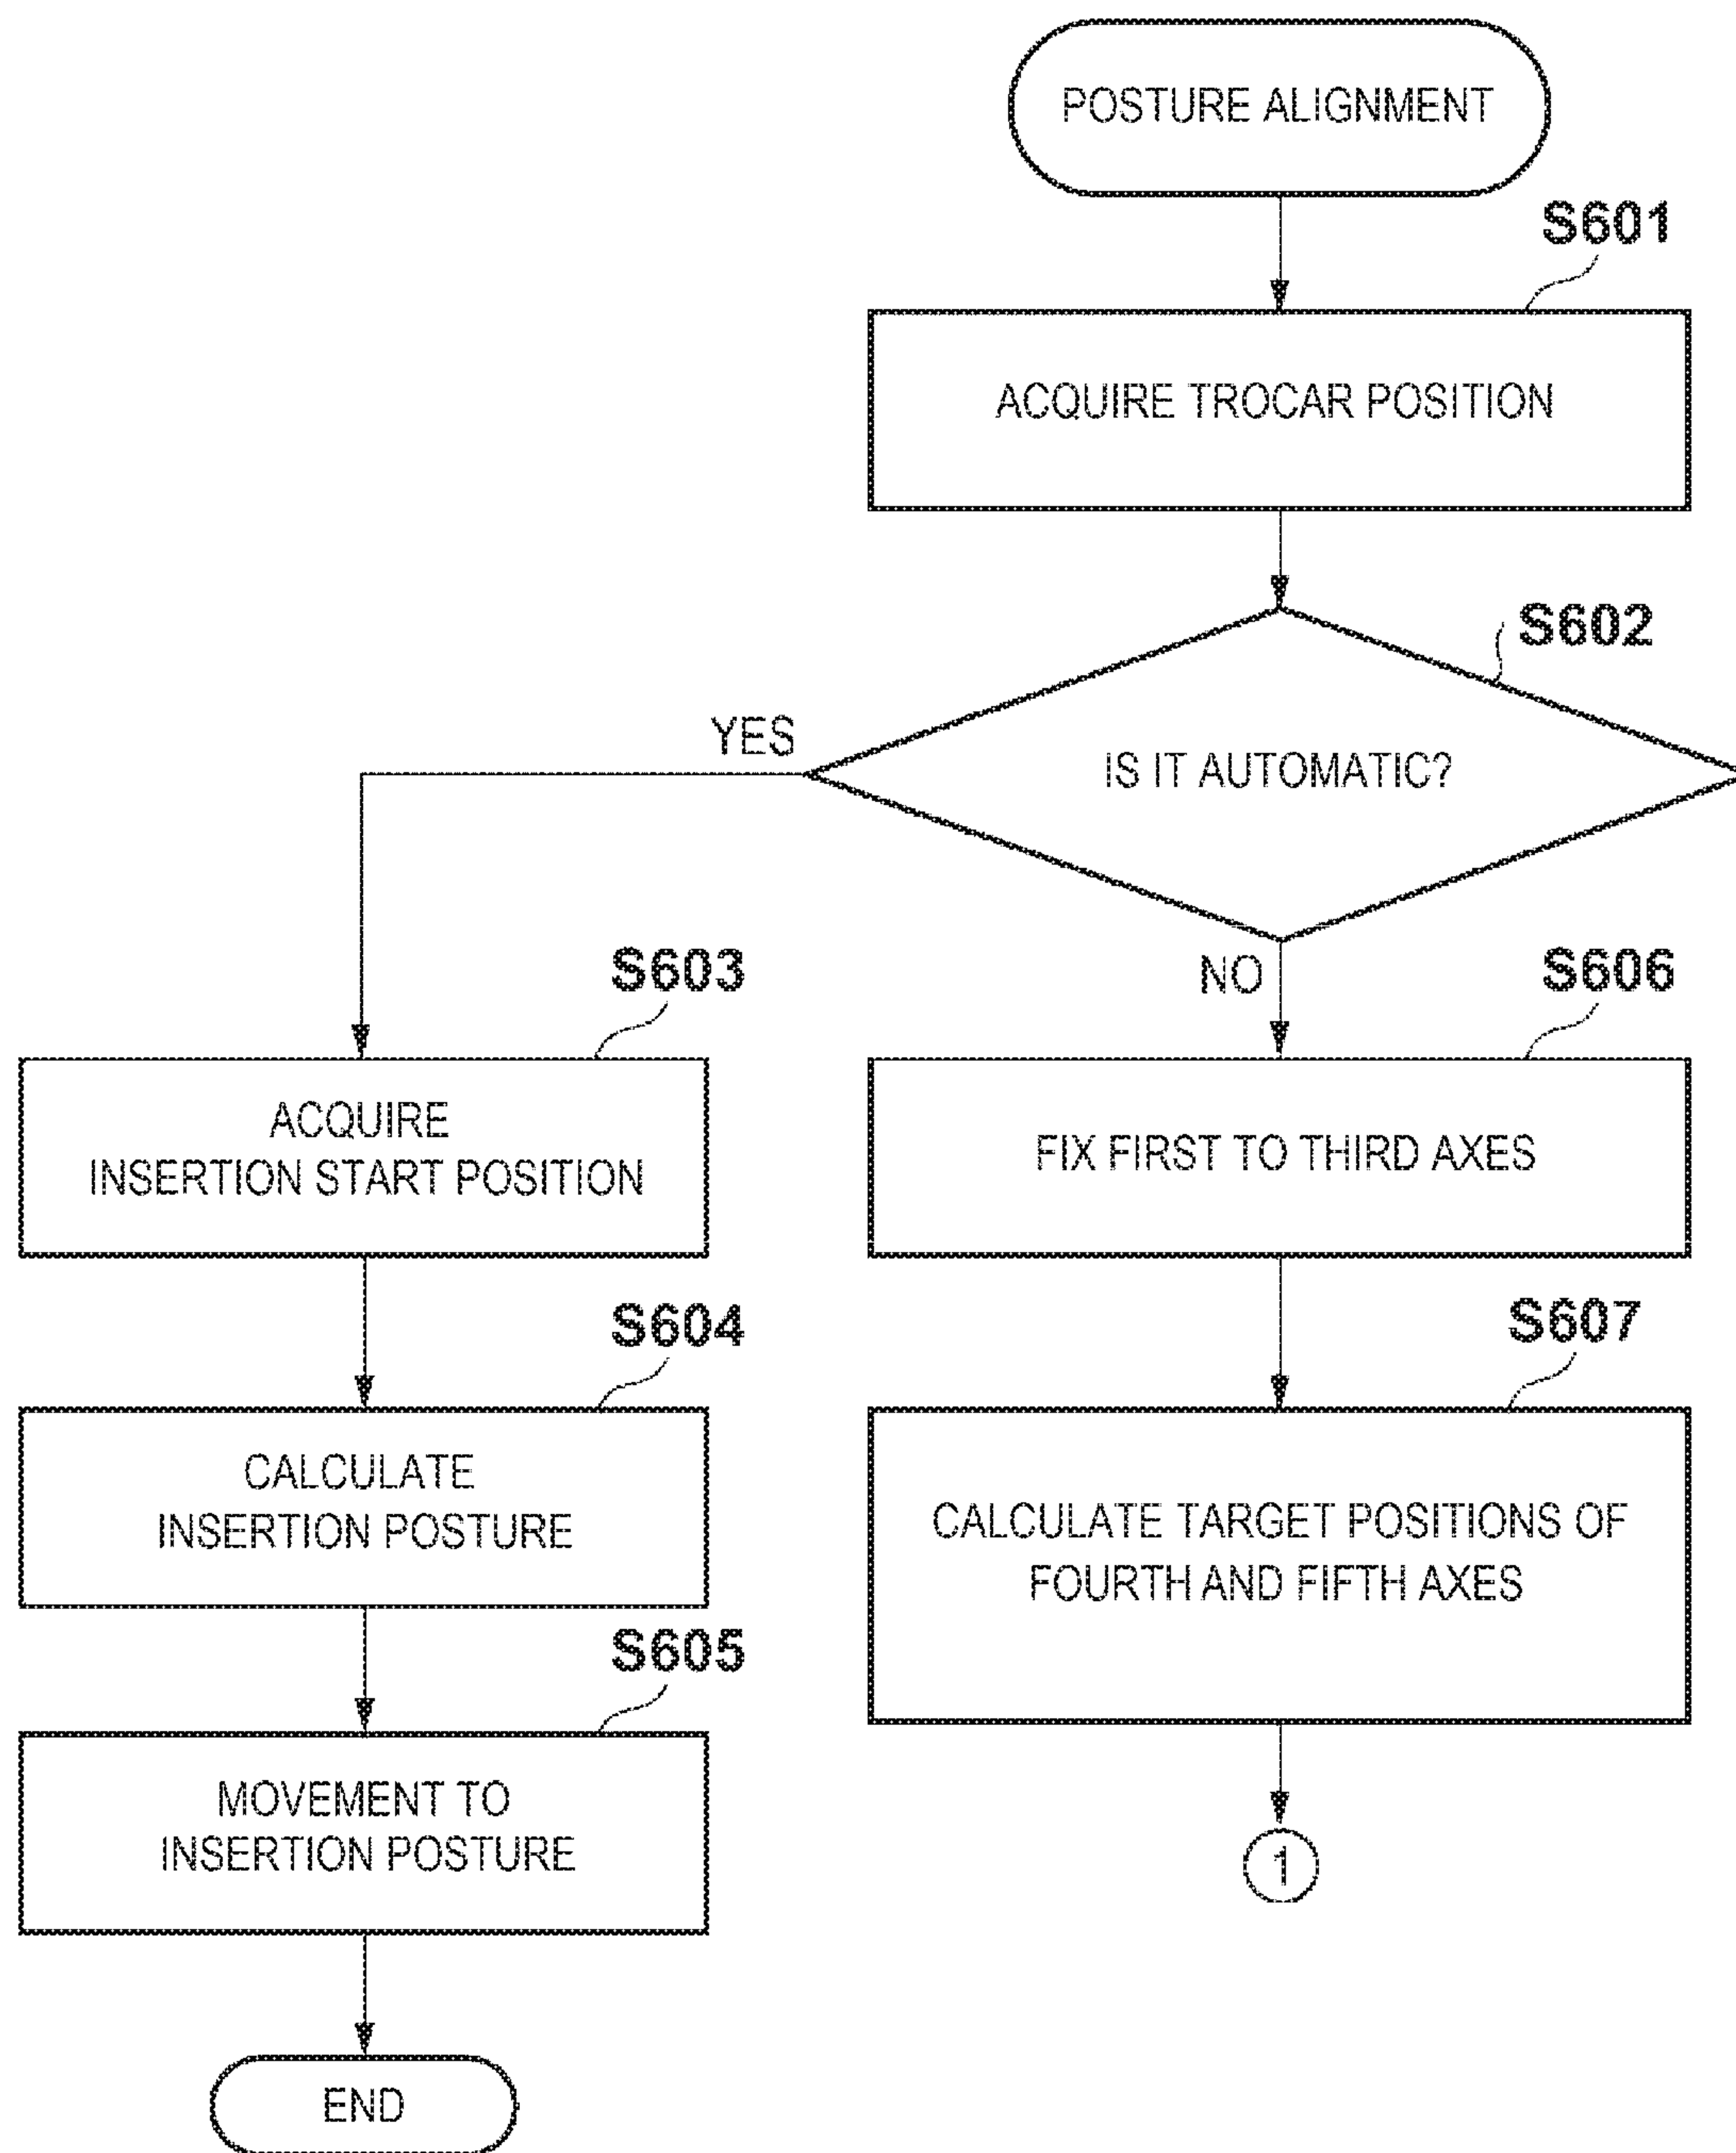 POSTURE ALIGNMENT
S601
ACQUIRE TROCAR POSITION
S602
IS IT AUTOMATIC?
YES
NO
S603
ACQUIRE
INSERTION START POSITION
S604
CALCULATE
INSERTION POSTURE
S605
MOVEMENT TO
INSERTION POSTURE
END
S606
FIX FIRST TO THIRD AXES
S607
CALCULATE TARGET POSITIONS OF
FOURTH AND FIFTH AXES
1